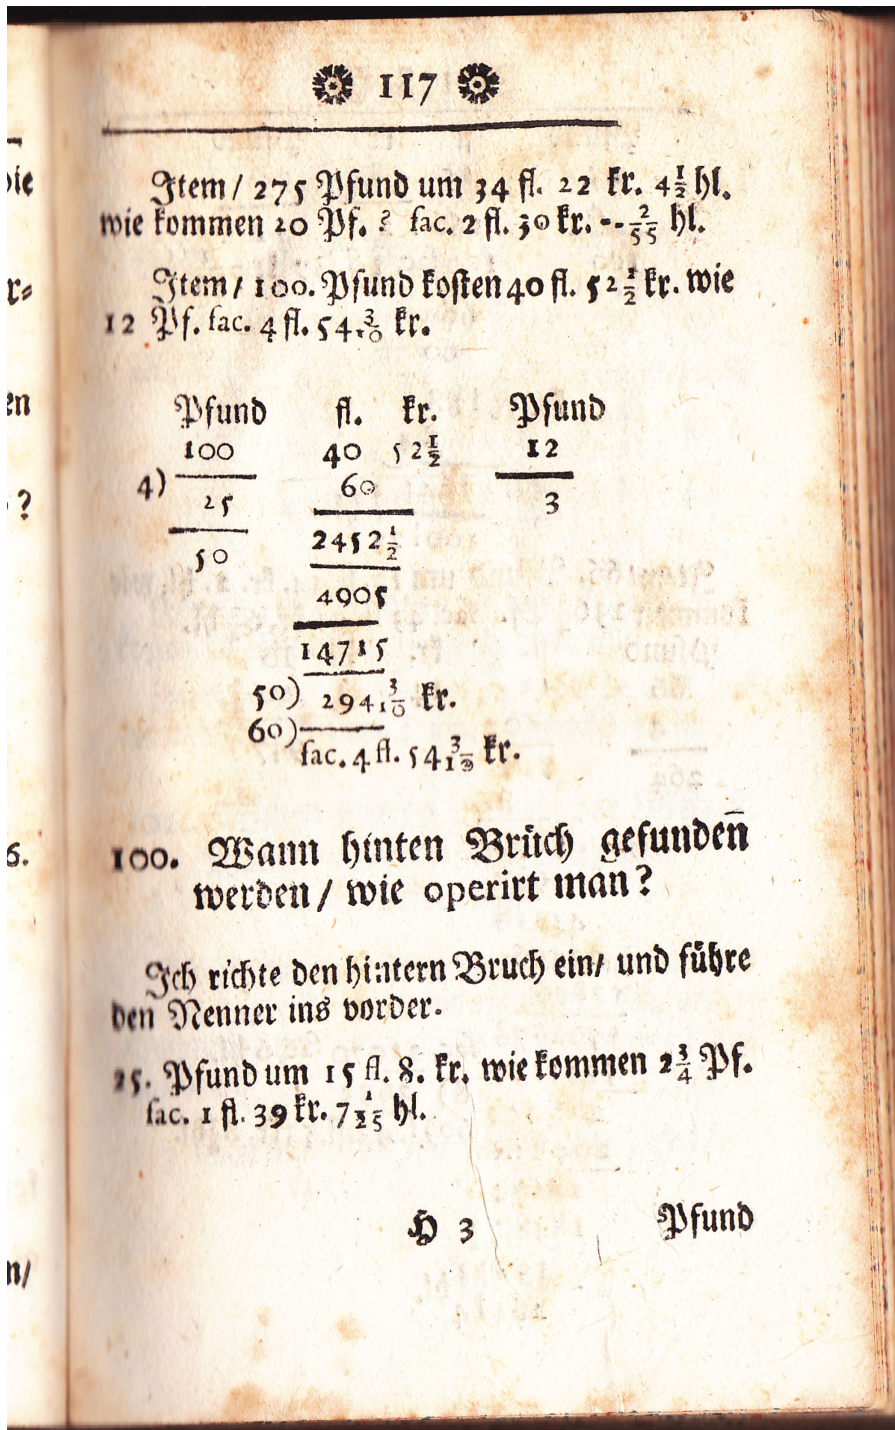 117
Item / 275 Pfund um 34 fl. 22 kr. 4½ hl.
wie kommen 20 Pf. ? fac. 2 fl. 30 kr. -- 2/55 hl.
Item / 100. Pfund kosten 40 fl. 52½ kr. wie
12 Pf. fac. 4 fl. 54 3/10 kr.
Pfund fl. kr. Pfund
100 40 52½ 12
4) 25 60 3
50 2452½
4905
14715
50) 294 3/10 kr.
60) fac. 4 fl. 54 3/10 kr.
100. Wann hinten Brüch gefunden̅
werden / wie operirt man?
Ich richte den hintern Bruch ein / und führe
den Nenner ins vorder.
25. Pfund um 15 fl. 8. kr. wie kommen 2¾ Pf.
fac. 1 fl. 39 kr. 7 1/25 hl.
H 3 Pfund